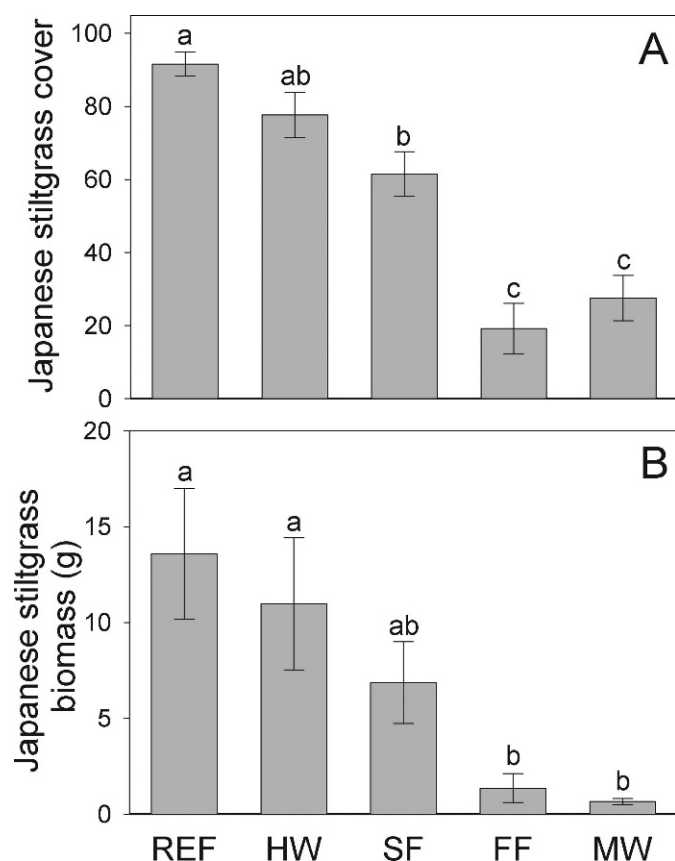 A
Japanese stiltgrass cover
100
80
60
40
20
0
a
ab
b
c
c
B
Japanese stiltgrass
biomass (g)
20
15
10
5
0
a
a
ab
b
b
REF HW SF FF MW